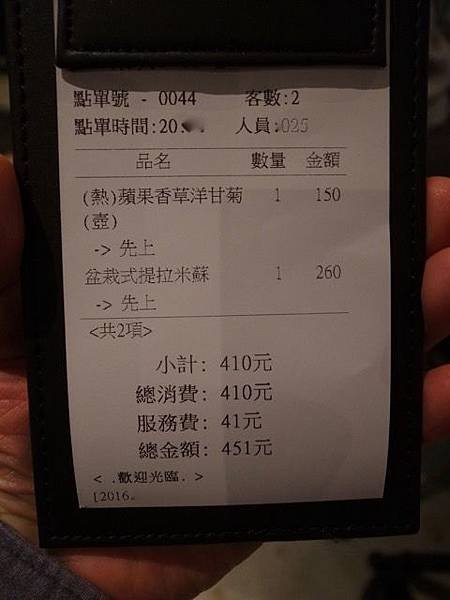 點單號 - 0044 客數:2
點單時間:20 人員:025
品名 數量 金額
(熱)蘋果香草洋甘菊 1 150
(壺)
-> 先上
盆栽式提拉米蘇 1 260
-> 先上
<共2項>
小計: 410元
總消費: 410元
服務費: 41元
總金額: 451元
< .歡迎光臨. >
[2016